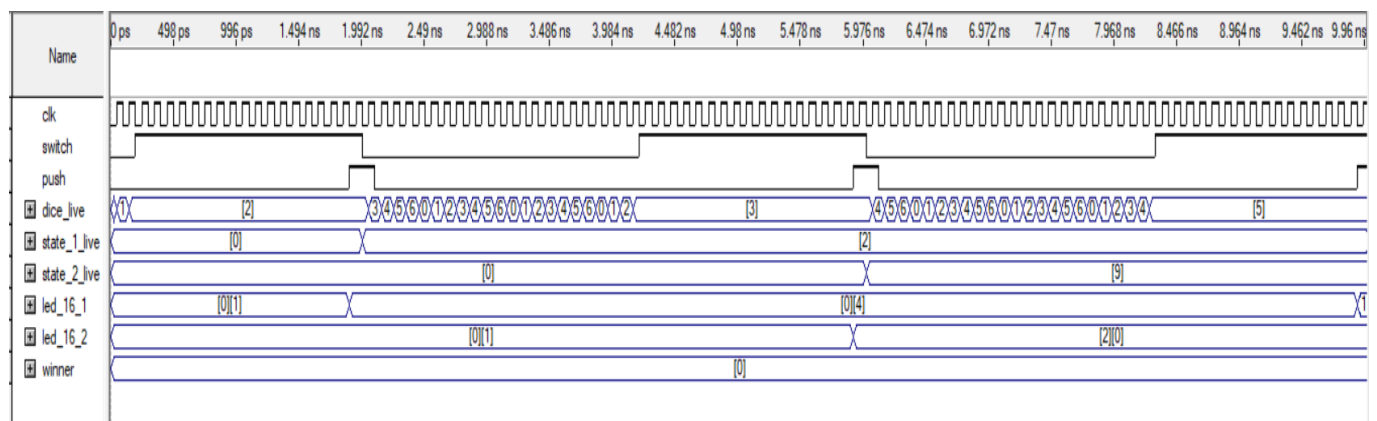 0 ps 498 ps 996 ps 1.494 ns 1.992 ns 2.49 ns 2.988 ns 3.486 ns 3.984 ns 4.482 ns 4.98 ns 5.478 ns 5.976 ns 6.474 ns 6.972 ns 7.47 ns 7.968 ns 8.466 ns 8.964 ns 9.462 ns 9.96 ns
Name
clk
switch
push
dice_live 1 [2] 3 4 5 6 0 1 2 3 4 5 6 0 1 2 3 4 5 6 0 1 2 [3] 4 5 6 0 1 2 3 4 5 6 0 1 2 3 4 5 6 0 1 2 3 4 [5]
state_1_live [0] [2]
state_2_live [0] [9]
led_16_1 [0][1] [0][4] 1
led_16_2 [0][1] [2][0]
winner [0]